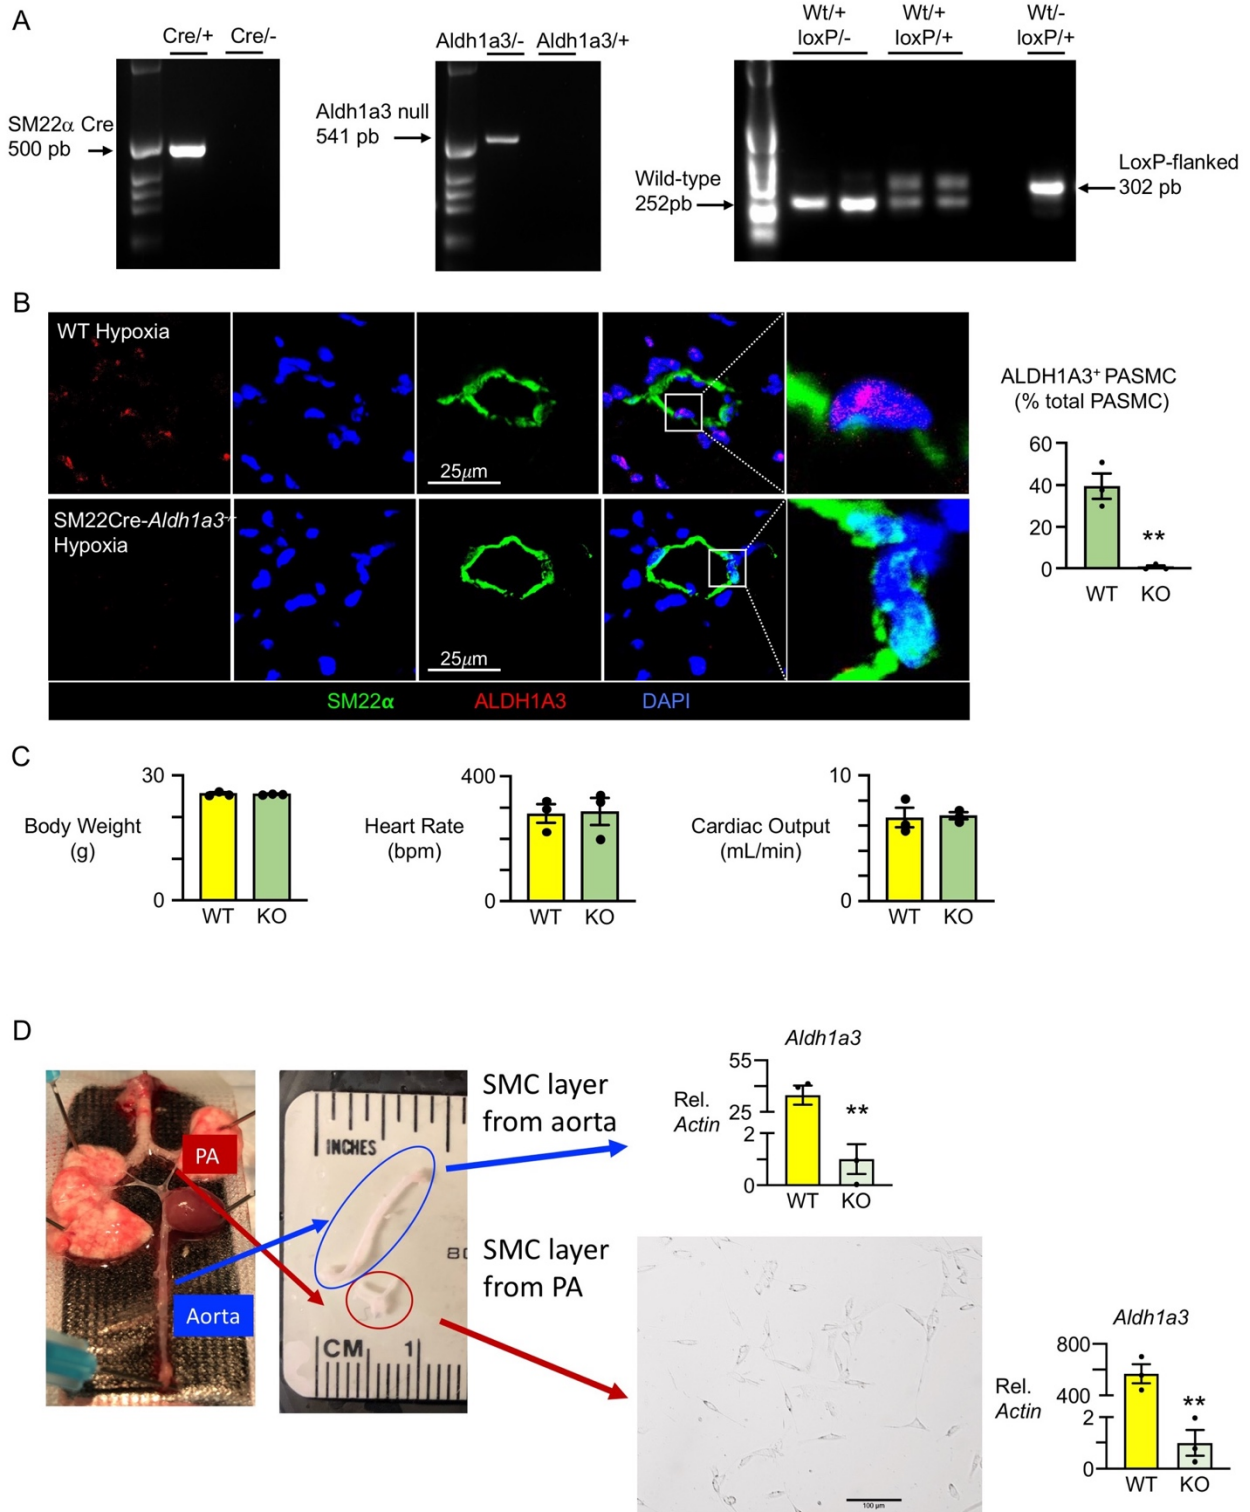 A
Cre/+
Cre/-
SM22α Cre
500 pb
Aldh1a3/-
Aldh1a3/+
Aldh1a3 null
541 pb
Wt/+
loxP/-
Wt/+
loxP/+
Wt/-
loxP/+
Wild-type
252pb
LoxP-flanked
302 pb
B
WT Hypoxia
25μm
SM22Cre-Aldh1a3-/-
Hypoxia
25μm
SM22α
ALDH1A3
DAPI
ALDH1A3+ PASMC
(% total PASMC)
60
40
20
0
**
WT
KO
C
Body Weight
(g)
30
0
WT
KO
Heart Rate
(bpm)
400
0
WT
KO
Cardiac Output
(mL/min)
10
0
WT
KO
D
PA
Aorta
INCHES
CM
1
SMC layer
from aorta
SMC layer
from PA
Aldh1a3
Rel.
Actin
55
25
2
0
**
WT
KO
100 μm
Aldh1a3
Rel.
Actin
800
400
2
0
**
WT
KO